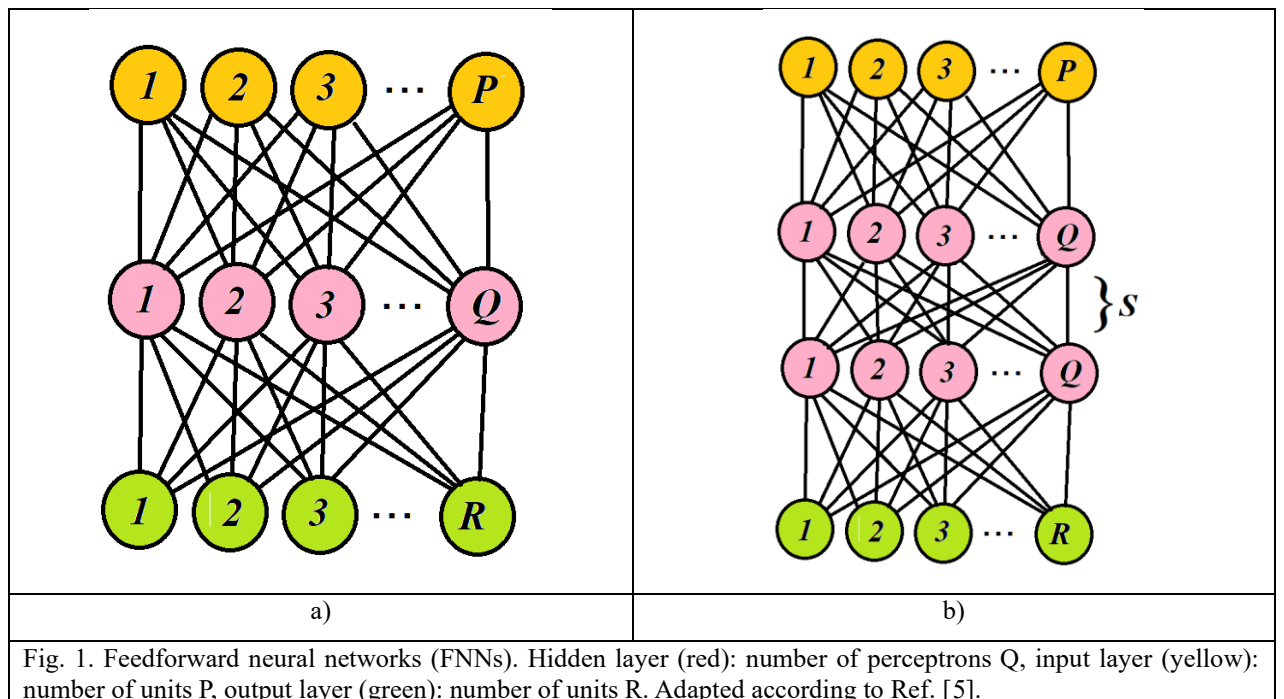 1 2 3 ... P
1 2 3 ... Q
1 2 3 ... R
a)
1 2 3 ... P
1 2 3 ... Q
} S
1 2 3 ... Q
1 2 3 ... R
b)
Fig. 1. Feedforward neural networks (FNNs). Hidden layer (red): number of perceptrons Q, input layer (yellow):
number of units P, output layer (green): number of units R. Adapted according to Ref. [5].